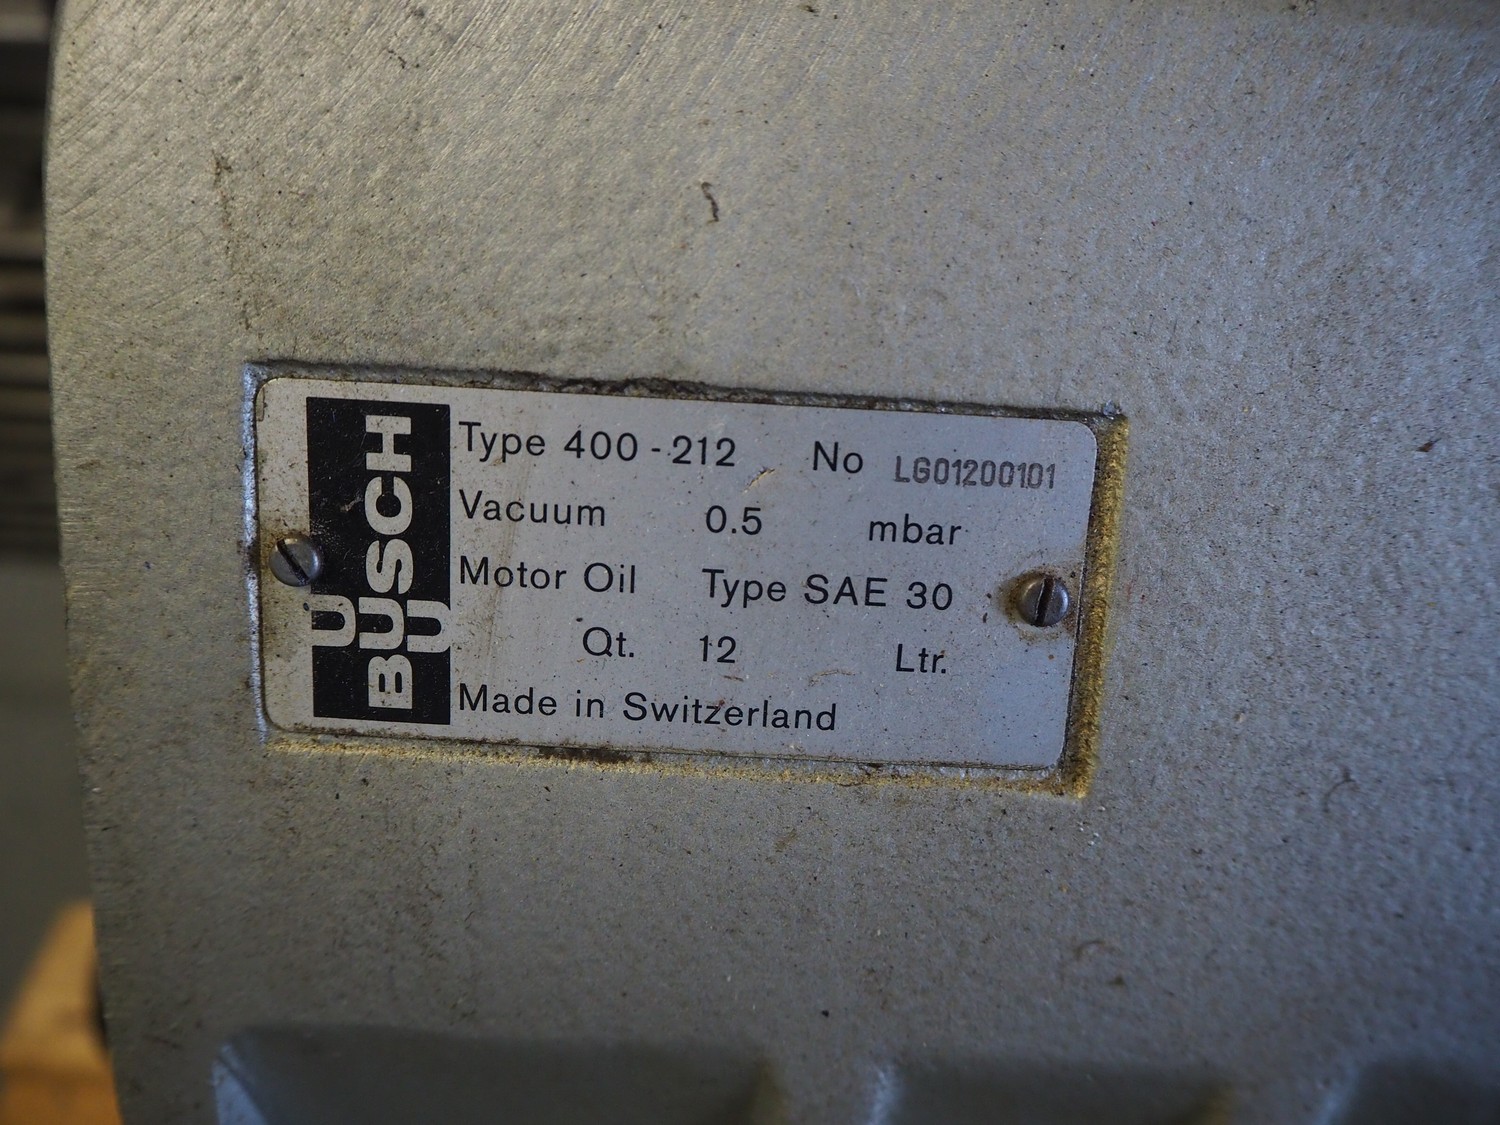 BUSCH
Type 400-212 No LG01200101
Vacuum 0.5 mbar
Motor Oil Type SAE 30
Qt. 12 Ltr.
Made in Switzerland